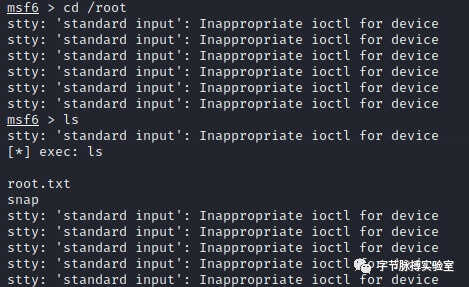 msf6 > cd /root
stty: 'standard input': Inappropriate ioctl for device
stty: 'standard input': Inappropriate ioctl for device
stty: 'standard input': Inappropriate ioctl for device
stty: 'standard input': Inappropriate ioctl for device
stty: 'standard input': Inappropriate ioctl for device
stty: 'standard input': Inappropriate ioctl for device
msf6 > ls
stty: 'standard input': Inappropriate ioctl for device
[*] exec: ls
root.txt
snap
stty: 'standard input': Inappropriate ioctl for device
stty: 'standard input': Inappropriate ioctl for device
stty: 'standard input': Inappropriate ioctl for device
stty: 'standard input': Inappropriate ioctl for device
stty: 'standard input': Inappropriate ioctl for device
字节脉搏实验室